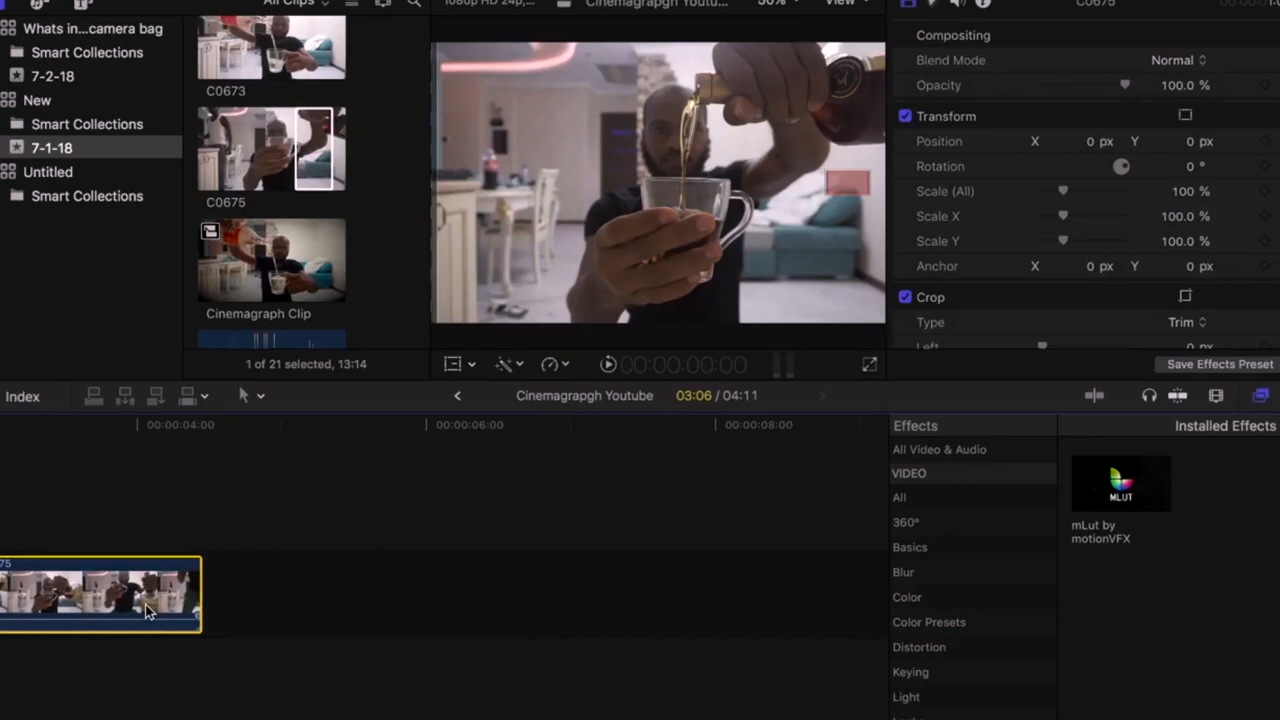 All Clips
1080p HD 24p,...
Cinemagrapgh Youtu...
50%
View
C0675
Whats in...camera bag
Smart Collections
7-2-18
New
Smart Collections
7-1-18
Untitled
Smart Collections
C0673
C0675
Cinemagraph Clip
1 of 21 selected, 13:14
00:00:00:00
Compositing
Blend Mode
Normal
Opacity
100.0 %
Transform
Position
X
0 px
Y
0 px
Rotation
0 °
Scale (All)
100 %
Scale X
100.0 %
Scale Y
100.0 %
Anchor
X
0 px
Y
0 px
Crop
Type
Trim
Left
0 px
Save Effects Preset
Index
Cinemagrapgh Youtube
03:06 / 04:11
00:00:04:00
00:00:06:00
00:00:08:00
75
Effects
Installed Effects
All Video & Audio
VIDEO
All
360°
Basics
Blur
Color
Color Presets
Distortion
Keying
Light
MLUT
mLut by
motionVFX